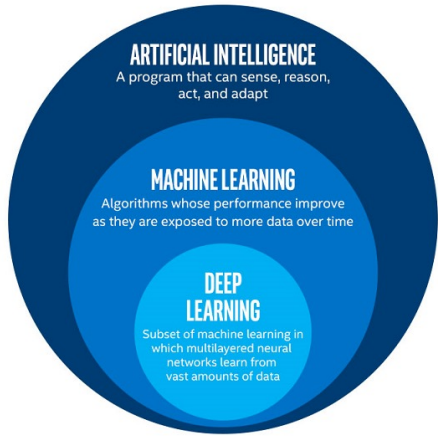 ARTIFICIAL INTELLIGENCE
A program that can sense, reason,
act, and adapt
MACHINE LEARNING
Algorithms whose performance improve
as they are exposed to more data over time
DEEP
LEARNING
Subset of machine learning in
which multilayered neural
networks learn from
vast amounts of data